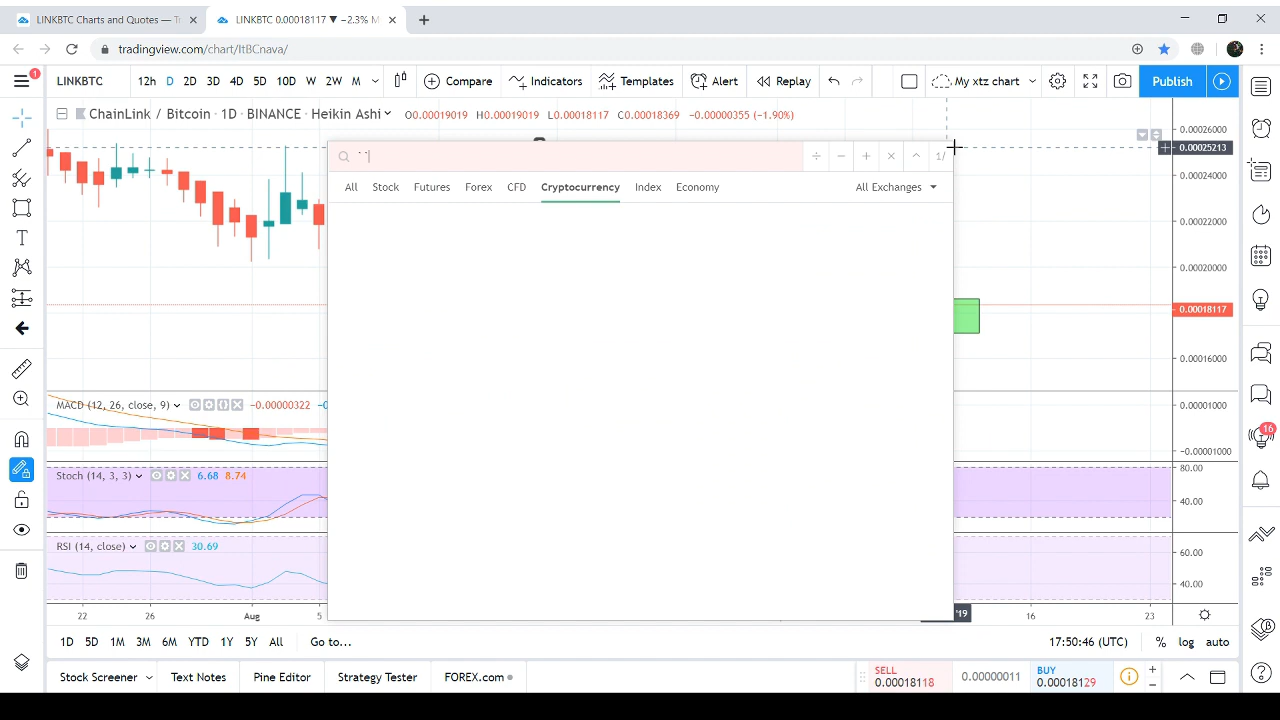 LINKBTC Charts and Quotes — Tr
LINKBTC 0.00018117 ▼ −2.3% M
tradingview.com/chart/ItBCnava/
1
LINKBTC 12h D 2D 3D 4D 5D 10D W 2W M Compare Indicators Templates Alert Replay My xtz chart Publish
ChainLink / Bitcoin · 1D · BINANCE · Heikin Ashi O0.00019019 H0.00019019 L0.00018117 C0.00018369 −0.00000355 (−1.90%)
0.00026000
0.00025213
` ` ÷ − + × ^ 1/
0.00024000
All Stock Futures Forex CFD Cryptocurrency Index Economy All Exchanges
0.00022000
0.00020000
0.00018117
0.00016000
MACD (12, 26, close, 9) −0.00000322 −0
0.00001000
16
−0.00001000
80.00
Stoch (14, 3, 3) 6.68 8.74
40.00
RSI (14, close) 30.69
60.00
40.00
22 26 Aug 5 '19 16 23
1D 5D 1M 3M 6M YTD 1Y 5Y All Go to... 17:50:46 (UTC) % log auto
Stock Screener Text Notes Pine Editor Strategy Tester FOREX.com
SELL
0.00018118
0.00000011
BUY
0.00018129